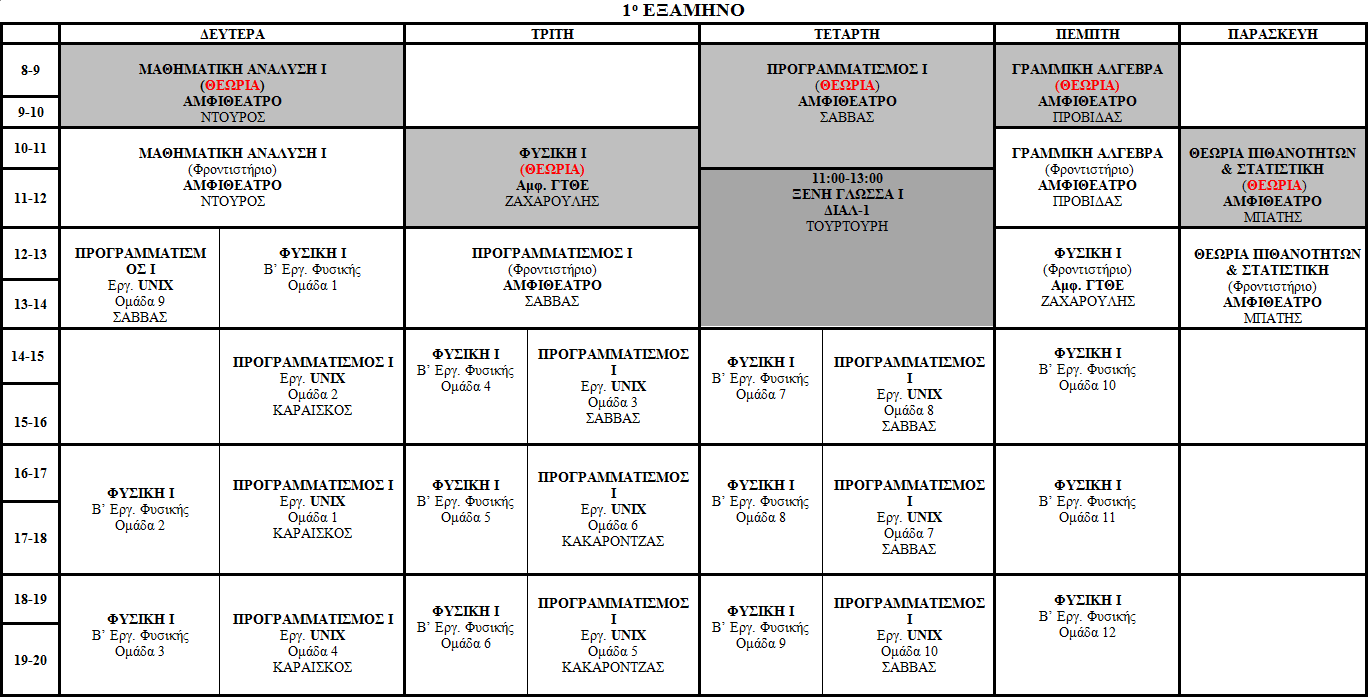 1ο ΕΞΑΜΗΝΟ
ΔΕΥΤΕΡΑ ΤΡΙΤΗ ΤΕΤΑΡΤΗ ΠΕΜΠΤΗ ΠΑΡΑΣΚΕΥΗ
8-9
9-10
ΜΑΘΗΜΑΤΙΚΗ ΑΝΑΛΥΣΗ Ι
(ΘΕΩΡΙΑ)
ΑΜΦΙΘΕΑΤΡΟ
ΝΤΟΥΡΟΣ
ΠΡΟΓΡΑΜΜΑΤΙΣΜΟΣ Ι
(ΘΕΩΡΙΑ)
ΑΜΦΙΘΕΑΤΡΟ
ΣΑΒΒΑΣ
ΓΡΑΜΜΙΚΗ ΑΛΓΕΒΡΑ
(ΘΕΩΡΙΑ)
ΑΜΦΙΘΕΑΤΡΟ
ΠΡΟΒΙΔΑΣ
10-11
11-12
ΜΑΘΗΜΑΤΙΚΗ ΑΝΑΛΥΣΗ Ι
(Φροντιστήριο)
ΑΜΦΙΘΕΑΤΡΟ
ΝΤΟΥΡΟΣ
ΦΥΣΙΚΗ Ι
(ΘΕΩΡΙΑ)
Αμφ. ΓΤΘΕ
ΖΑΧΑΡΟΥΛΗΣ
11:00-13:00
ΞΕΝΗ ΓΛΩΣΣΑ Ι
ΔΙΑΛ-1
ΤΟΥΡΤΟΥΡΗ
ΓΡΑΜΜΙΚΗ ΑΛΓΕΒΡΑ
(Φροντιστήριο)
ΑΜΦΙΘΕΑΤΡΟ
ΠΡΟΒΙΔΑΣ
ΘΕΩΡΙΑ ΠΙΘΑΝΟΤΗΤΩΝ
& ΣΤΑΤΙΣΤΙΚΗ
(ΘΕΩΡΙΑ)
ΑΜΦΙΘΕΑΤΡΟ
ΜΠΑΤΗΣ
12-13
13-14
ΠΡΟΓΡΑΜΜΑΤΙΣΜ
ΟΣ Ι
Εργ. UNIX
Ομάδα 9
ΣΑΒΒΑΣ
ΦΥΣΙΚΗ Ι
Β’ Εργ. Φυσικής
Ομάδα 1
ΠΡΟΓΡΑΜΜΑΤΙΣΜΟΣ Ι
(Φροντιστήριο)
ΑΜΦΙΘΕΑΤΡΟ
ΣΑΒΒΑΣ
ΦΥΣΙΚΗ Ι
(Φροντιστήριο)
Αμφ. ΓΤΘΕ
ΖΑΧΑΡΟΥΛΗΣ
ΘΕΩΡΙΑ ΠΙΘΑΝΟΤΗΤΩΝ
& ΣΤΑΤΙΣΤΙΚΗ
(Φροντιστήριο)
ΑΜΦΙΘΕΑΤΡΟ
ΜΠΑΤΗΣ
14-15
15-16
ΠΡΟΓΡΑΜΜΑΤΙΣΜΟΣ Ι
Εργ. UNIX
Ομάδα 2
ΚΑΡΑΙΣΚΟΣ
ΦΥΣΙΚΗ Ι
Β’ Εργ. Φυσικής
Ομάδα 4
ΠΡΟΓΡΑΜΜΑΤΙΣΜΟΣ
Ι
Εργ. UNIX
Ομάδα 3
ΣΑΒΒΑΣ
ΦΥΣΙΚΗ Ι
Β’ Εργ. Φυσικής
Ομάδα 7
ΠΡΟΓΡΑΜΜΑΤΙΣΜΟΣ
Ι
Εργ. UNIX
Ομάδα 8
ΣΑΒΒΑΣ
ΦΥΣΙΚΗ Ι
Β’ Εργ. Φυσικής
Ομάδα 10
16-17
17-18
ΦΥΣΙΚΗ Ι
Β’ Εργ. Φυσικής
Ομάδα 2
ΠΡΟΓΡΑΜΜΑΤΙΣΜΟΣ Ι
Εργ. UNIX
Ομάδα 1
ΚΑΡΑΙΣΚΟΣ
ΦΥΣΙΚΗ Ι
Β’ Εργ. Φυσικής
Ομάδα 5
ΠΡΟΓΡΑΜΜΑΤΙΣΜΟΣ
Ι
Εργ. UNIX
Ομάδα 6
ΚΑΚΑΡΟΝΤΖΑΣ
ΦΥΣΙΚΗ Ι
Β’ Εργ. Φυσικής
Ομάδα 8
ΠΡΟΓΡΑΜΜΑΤΙΣΜΟΣ
Ι
Εργ. UNIX
Ομάδα 7
ΣΑΒΒΑΣ
ΦΥΣΙΚΗ Ι
Β’ Εργ. Φυσικής
Ομάδα 11
18-19
19-20
ΦΥΣΙΚΗ Ι
Β’ Εργ. Φυσικής
Ομάδα 3
ΠΡΟΓΡΑΜΜΑΤΙΣΜΟΣ Ι
Εργ. UNIX
Ομάδα 4
ΚΑΡΑΙΣΚΟΣ
ΦΥΣΙΚΗ Ι
Β’ Εργ. Φυσικής
Ομάδα 6
ΠΡΟΓΡΑΜΜΑΤΙΣΜΟΣ
Ι
Εργ. UNIX
Ομάδα 5
ΚΑΚΑΡΟΝΤΖΑΣ
ΦΥΣΙΚΗ Ι
Β’ Εργ. Φυσικής
Ομάδα 9
ΠΡΟΓΡΑΜΜΑΤΙΣΜΟΣ
Ι
Εργ. UNIX
Ομάδα 10
ΣΑΒΒΑΣ
ΦΥΣΙΚΗ Ι
Β’ Εργ. Φυσικής
Ομάδα 12